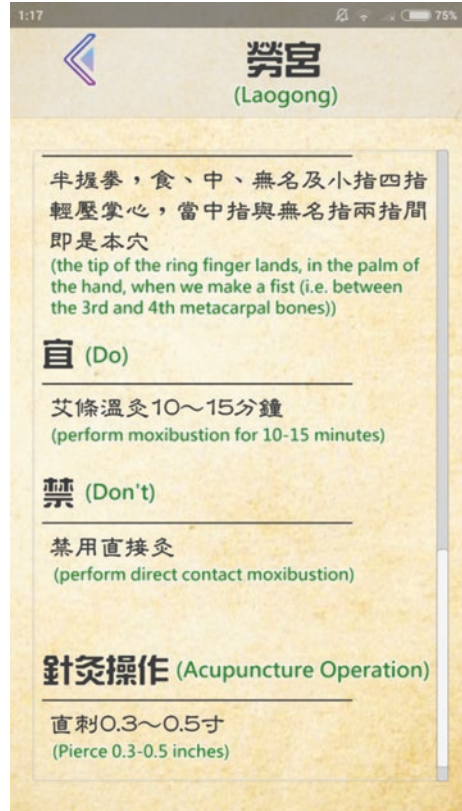 1:17
75%
勞宮
(Laogong)
半握拳，食、中、無名及小指四指
輕壓掌心，當中指與無名指兩指間
即是本穴
(the tip of the ring finger lands, in the palm of
the hand, when we make a fist (i.e. between
the 3rd and 4th metacarpal bones))
宜 (Do)
艾條溫灸10～15分鐘
(perform moxibustion for 10-15 minutes)
禁 (Don't)
禁用直接灸
(perform direct contact moxibustion)
針灸操作 (Acupuncture Operation)
直刺0.3～0.5寸
(Pierce 0.3-0.5 inches)